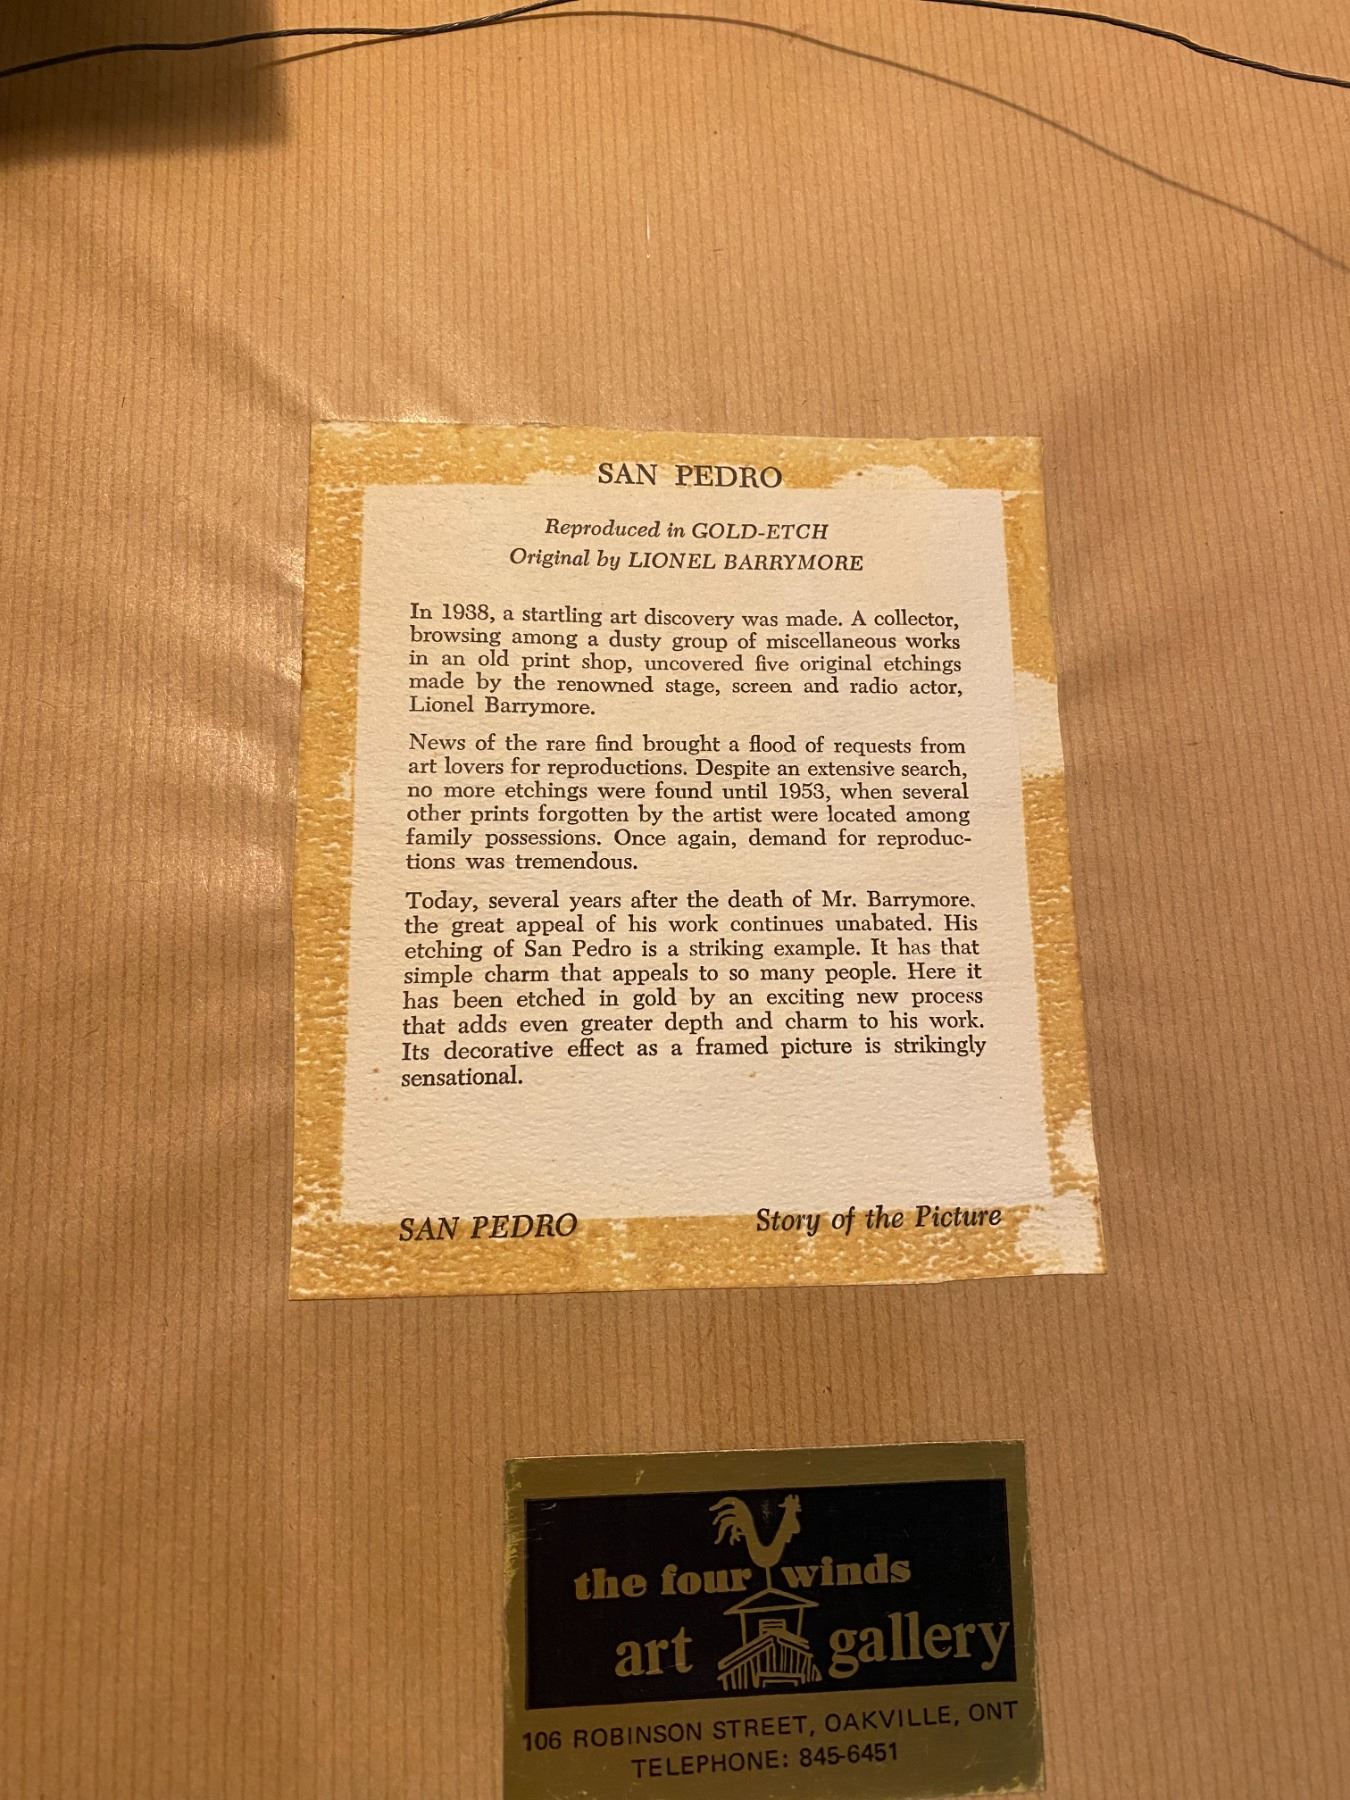 SAN PEDRO
Reproduced in GOLD-ETCH
Original by LIONEL BARRYMORE
In 1938, a startling art discovery was made. A collector,
browsing among a dusty group of miscellaneous works
in an old print shop, uncovered five original etchings
made by the renowned stage, screen and radio actor,
Lionel Barrymore.
News of the rare find brought a flood of requests from
art lovers for reproductions. Despite an extensive search,
no more etchings were found until 1953, when several
other prints forgotten by the artist were located among
family possessions. Once again, demand for reproduc-
tions was tremendous.
Today, several years after the death of Mr. Barrymore.
the great appeal of his work continues unabated. His
etching of San Pedro is a striking example. It has that
simple charm that appeals to so many people. Here it
has been etched in gold by an exciting new process
that adds even greater depth and charm to his work.
Its decorative effect as a framed picture is strikingly
sensational.
SAN PEDRO Story of the Picture
the four winds
art gallery
106 ROBINSON STREET, OAKVILLE, ONT
TELEPHONE: 845-6451